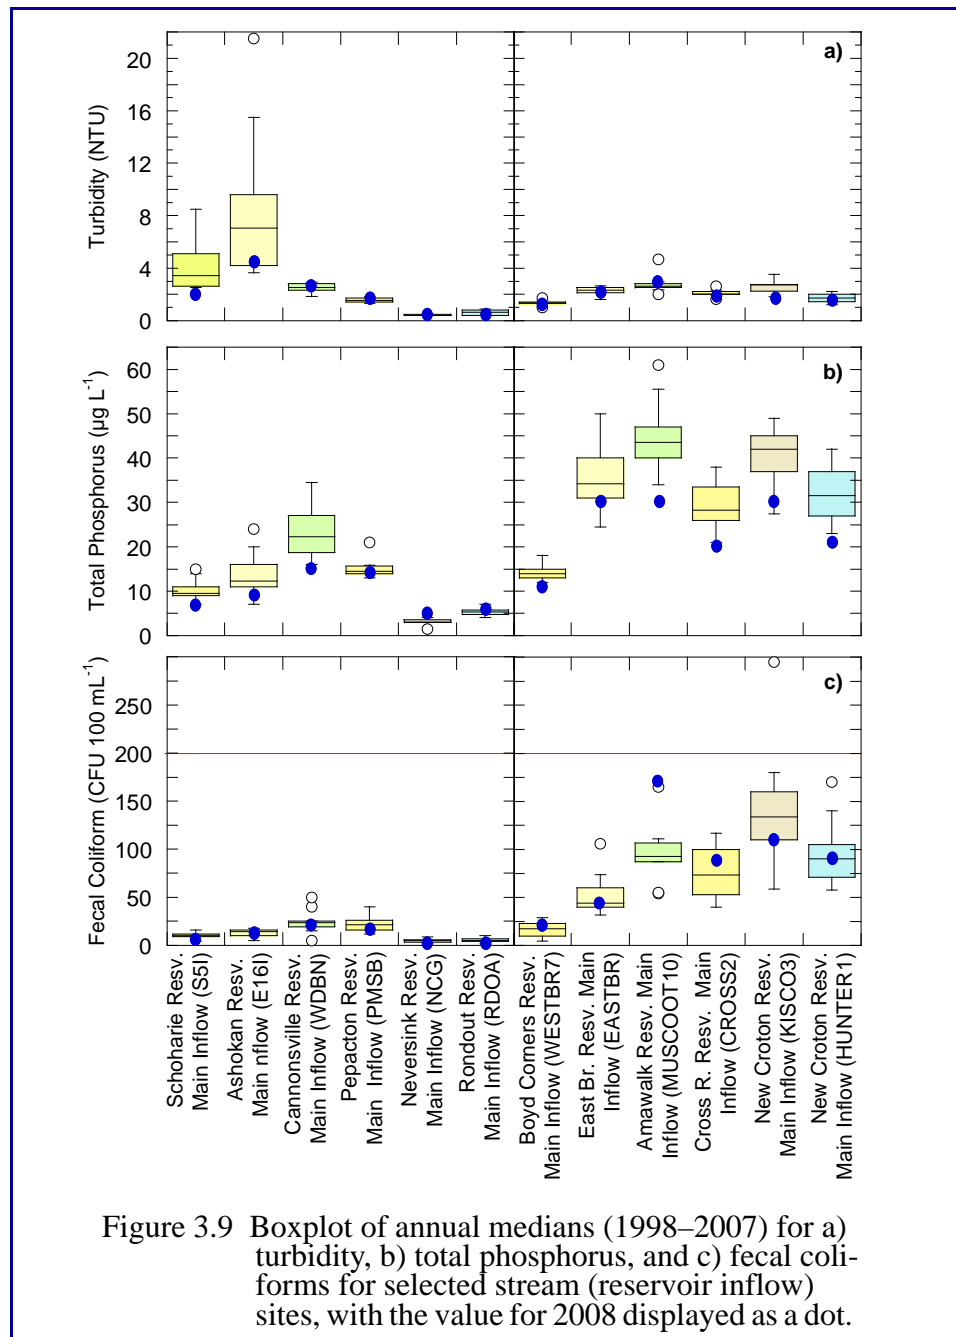 a)
Turbidity (NTU)
20
16
12
8
4
0
b)
Total Phosphorus (µg L-1)
60
50
40
30
20
10
0
c)
Fecal Coliform (CFU 100 mL-1)
250
200
150
100
50
0
Schoharie Resv.
Main Inflow (S5I)
Ashokan Resv.
Main nflow (E16I)
Cannonsville Resv.
Main Inflow (WDBN)
Pepacton Resv.
Main Inflow (PMSB)
Neversink Resv.
Main Inflow (NCG)
Rondout Resv.
Main Inflow (RDOA)
Boyd Corners Resv.
Main Inflow (WESTBR7)
East Br. Resv. Main
Inflow (EASTBR)
Amawalk Resv. Main
Inflow (MUSCOOT10)
Cross R. Resv. Main
Inflow (CROSS2)
New Croton Resv.
Main Inflow (KISCO3)
New Croton Resv.
Main Inflow (HUNTER1)
Figure 3.9 Boxplot of annual medians (1998–2007) for a)
turbidity, b) total phosphorus, and c) fecal coli-
forms for selected stream (reservoir inflow)
sites, with the value for 2008 displayed as a dot.